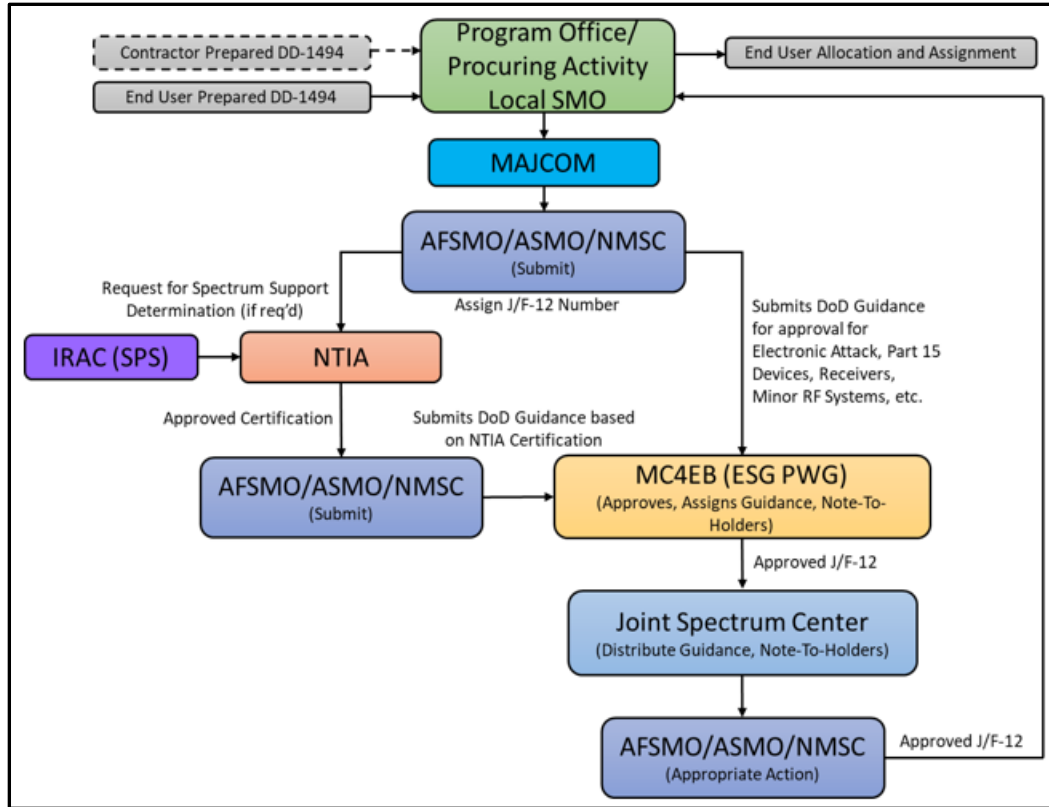 Contractor Prepared DD-1494
End User Prepared DD-1494
Program Office/
Procuring Activity
Local SMO
End User Allocation and Assignment
MAJCOM
AFSMO/ASMO/NMSC
(Submit)
Assign J/F-12 Number
Request for Spectrum Support
Determination (if req'd)
Submits DoD Guidance
for approval for
Electronic Attack, Part 15
Devices, Receivers,
Minor RF Systems, etc.
IRAC (SPS)
NTIA
Approved Certification
Submits DoD Guidance based
on NTIA Certification
AFSMO/ASMO/NMSC
(Submit)
MC4EB (ESG PWG)
(Approves, Assigns Guidance, Note-To-
Holders)
Approved J/F-12
Joint Spectrum Center
(Distribute Guidance, Note-To-Holders)
AFSMO/ASMO/NMSC
(Appropriate Action)
Approved J/F-12